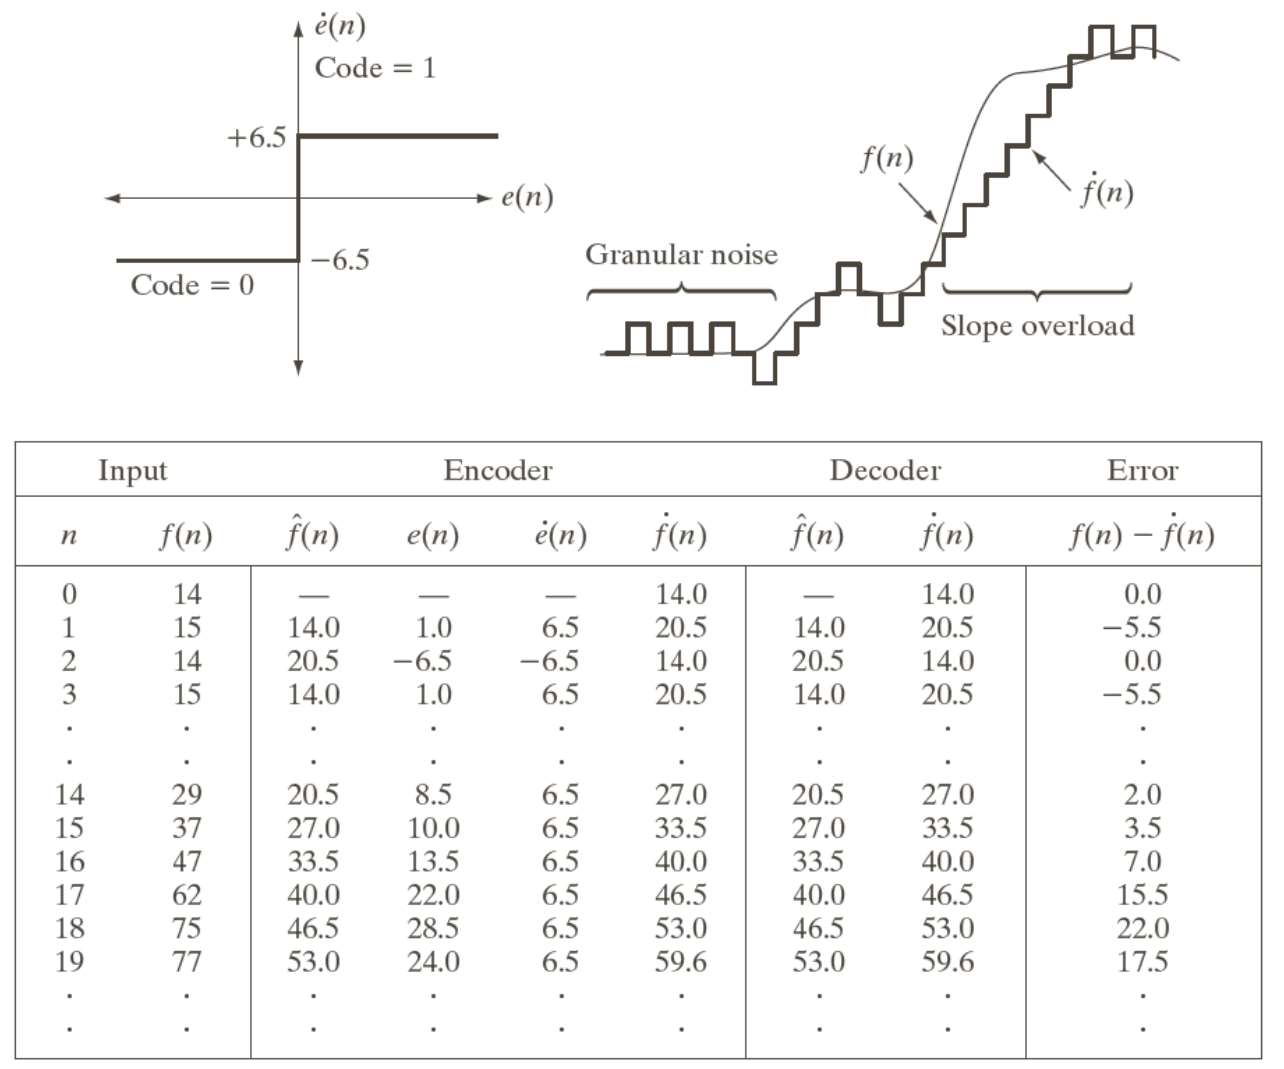 ė(n)
Code = 1
+6.5
e(n)
−6.5
Code = 0
f(n)
ḟ(n)
Granular noise
Slope overload
Input Encoder Decoder Error
n f(n) f̂(n) e(n) ė(n) ḟ(n) f̂(n) ḟ(n) f(n) − ḟ(n)
0 14 — — — 14.0 — 14.0 0.0
1 15 14.0 1.0 6.5 20.5 14.0 20.5 −5.5
2 14 20.5 −6.5 −6.5 14.0 20.5 14.0 0.0
3 15 14.0 1.0 6.5 20.5 14.0 20.5 −5.5
. . . . . . . . .
. . . . . . . . .
14 29 20.5 8.5 6.5 27.0 20.5 27.0 2.0
15 37 27.0 10.0 6.5 33.5 27.0 33.5 3.5
16 47 33.5 13.5 6.5 40.0 33.5 40.0 7.0
17 62 40.0 22.0 6.5 46.5 40.0 46.5 15.5
18 75 46.5 28.5 6.5 53.0 46.5 53.0 22.0
19 77 53.0 24.0 6.5 59.6 53.0 59.6 17.5
. . . . . . . . .
. . . . . . . . .